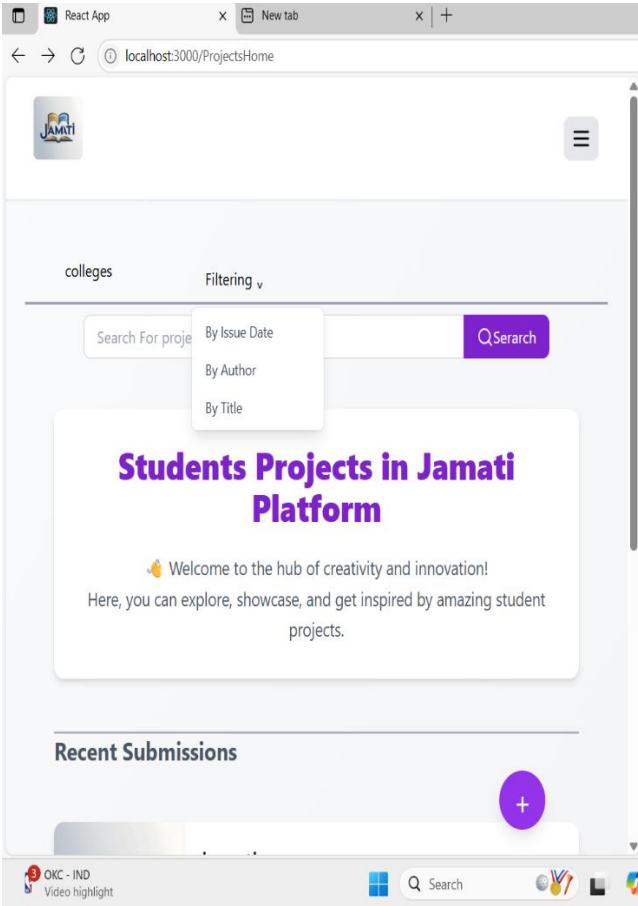 React App
New tab
localhost:3000/ProjectsHome
JAMATI
colleges
Filtering v
Search For proje
Serarch
By Issue Date
By Author
By Title
Students Projects in Jamati
Platform
Welcome to the hub of creativity and innovation!
Here, you can explore, showcase, and get inspired by amazing student
projects.
Recent Submissions
+
3
OKC - IND
Video highlight
Search